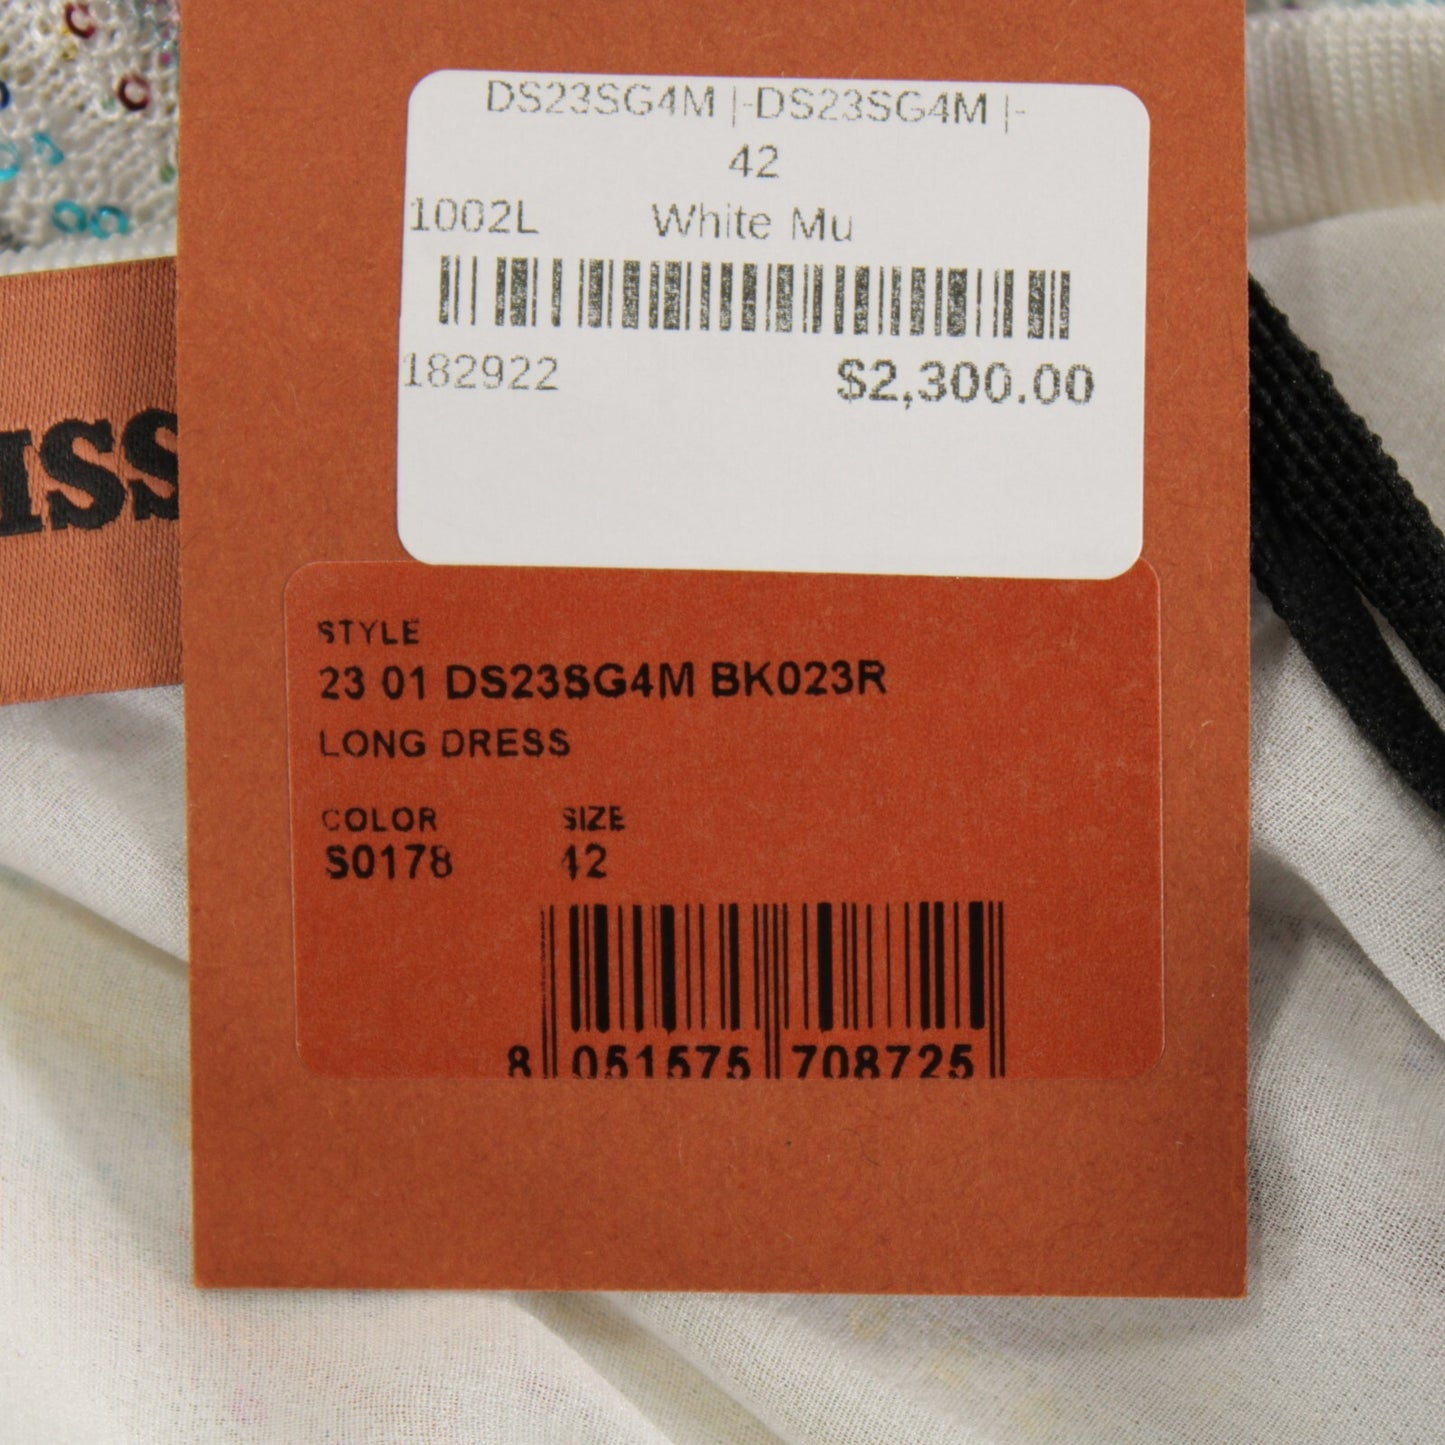 DS23SG4M |-DS23SG4M |-
42
1002L White Mu
182922 $2,300.00
ISS
STYLE
23 01 DS23SG4M BK023R
LONG DRESS
COLOR SIZE
S0178 42
8 051575 708725